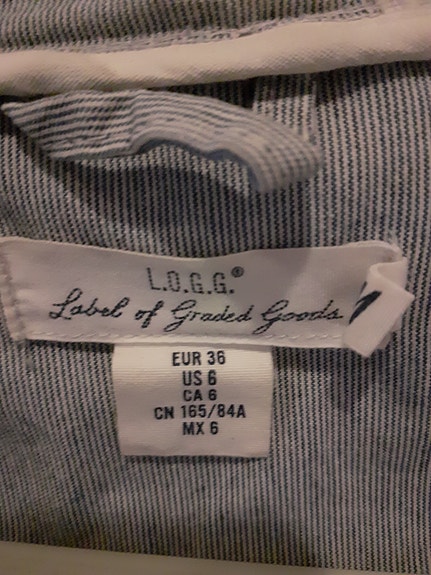 L.O.G.G.®
Label of Graded Goods
EUR 36
US 6
CA 6
CN 165/84A
MX 6